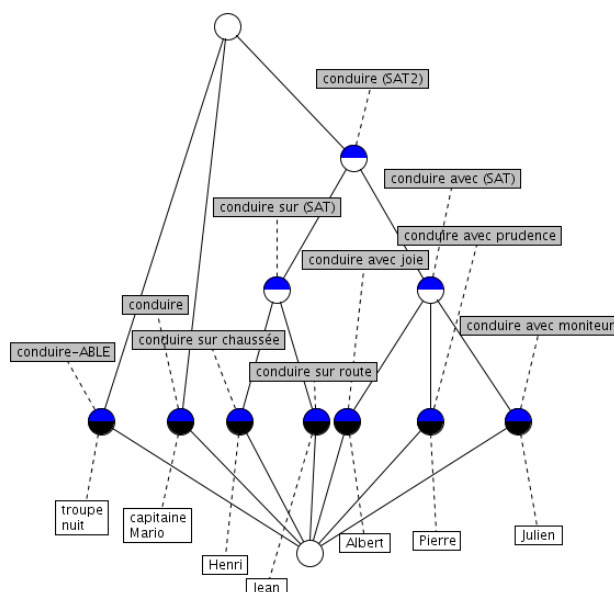 conduire (SAT2)
conduire avec (SAT)
conduire sur (SAT)
conduire avec prudence
conduire avec joie
conduire
conduire avec moniteur
conduire sur chaussée
conduire-ABLE
conduire sur route
troupe
nuit
capitaine
Mario
Henri
Jean
Albert
Pierre
Julien